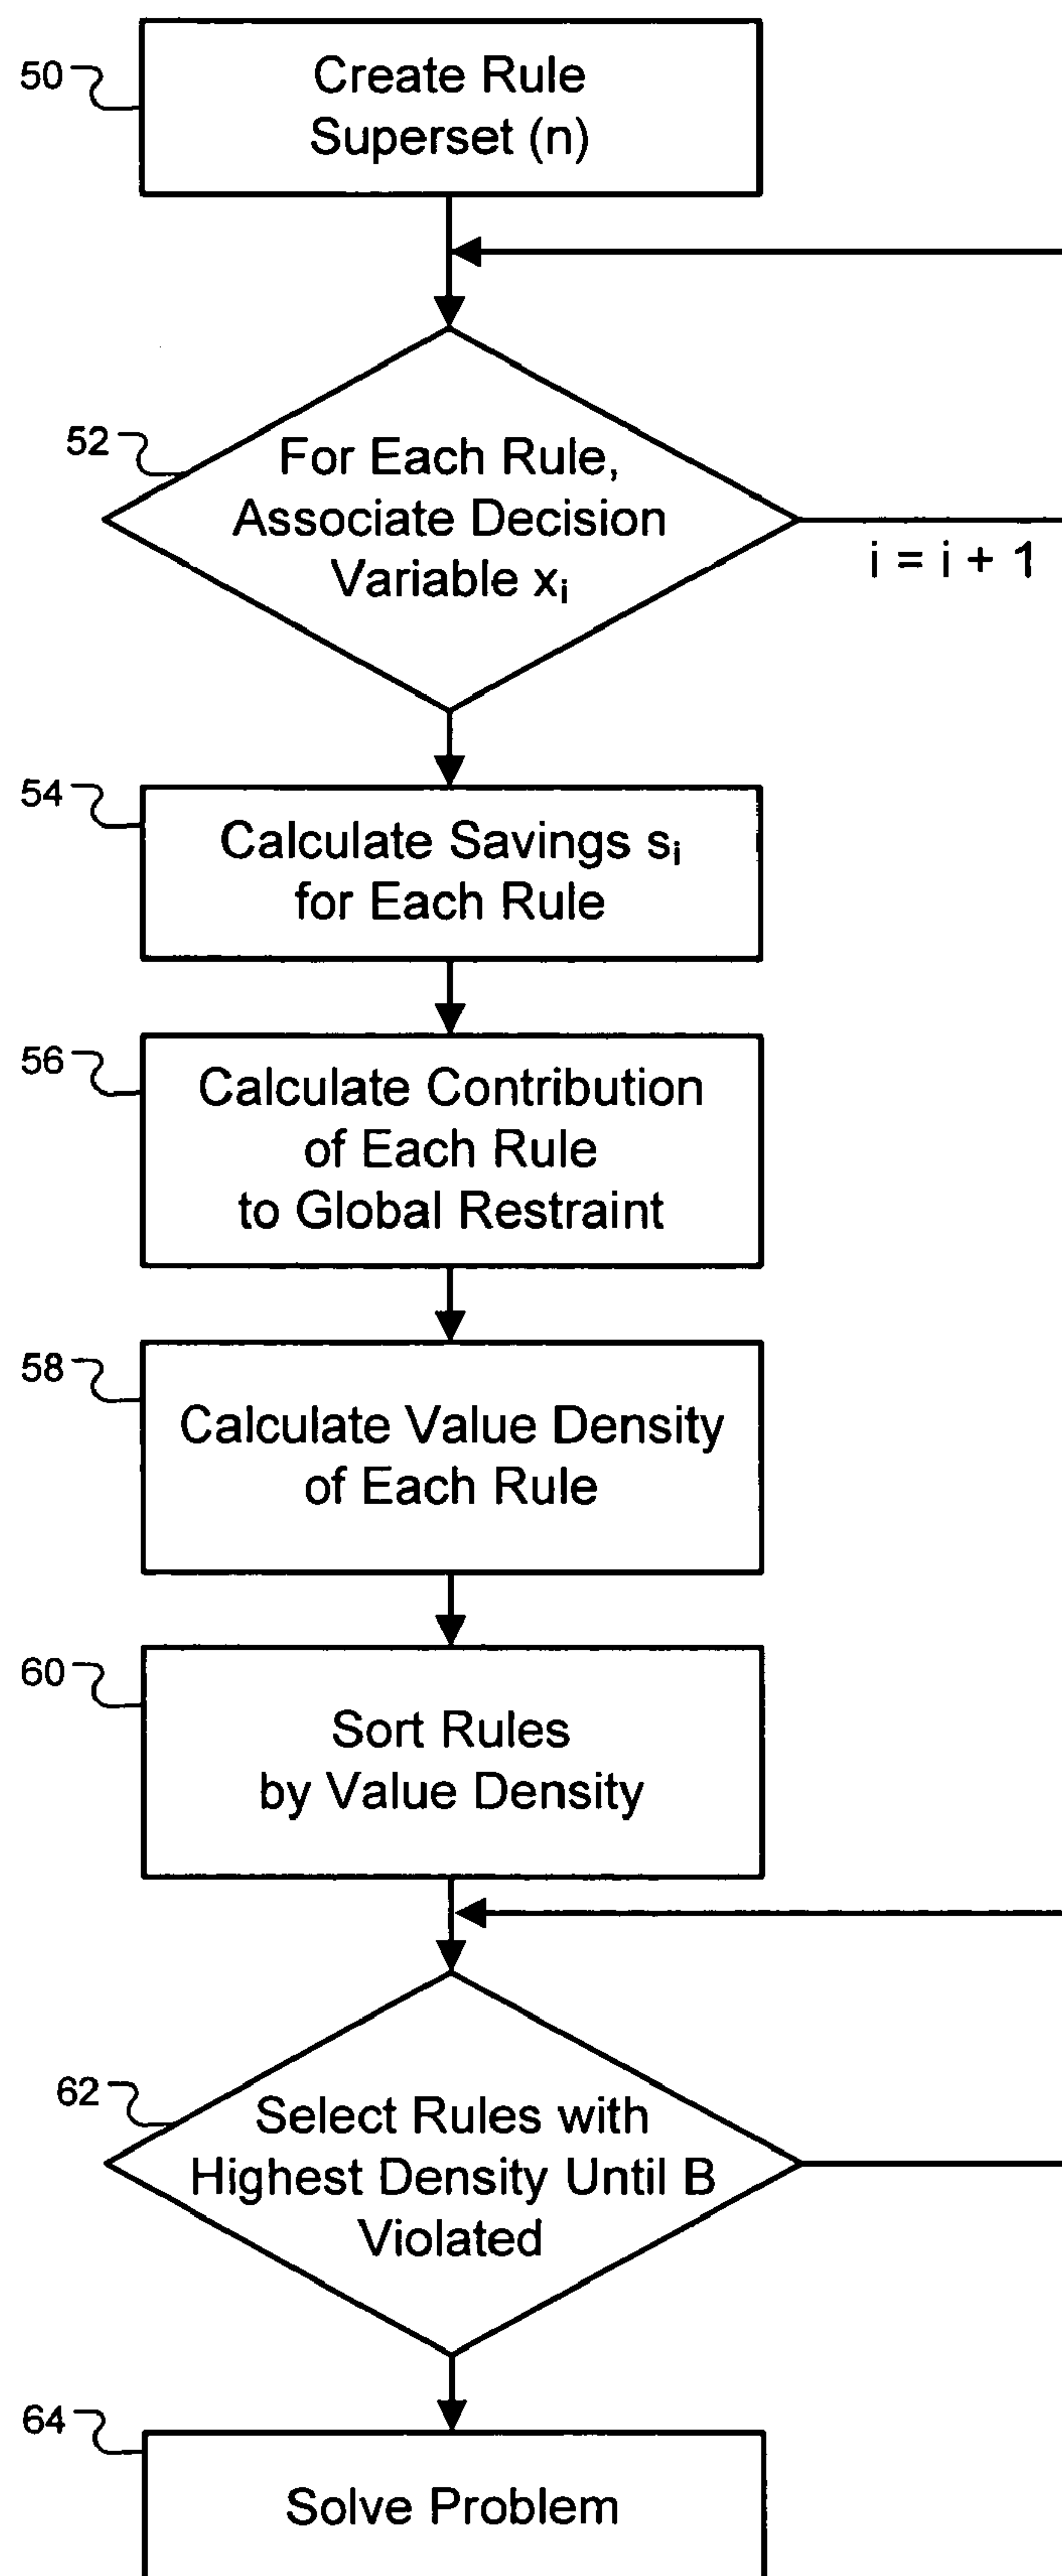 50
Create Rule
Superset (n)
52
For Each Rule,
Associate Decision
Variable xᵢ
i = i + 1
54
Calculate Savings sᵢ
for Each Rule
56
Calculate Contribution
of Each Rule
to Global Restraint
58
Calculate Value Density
of Each Rule
60
Sort Rules
by Value Density
62
Select Rules with
Highest Density Until B
Violated
64
Solve Problem